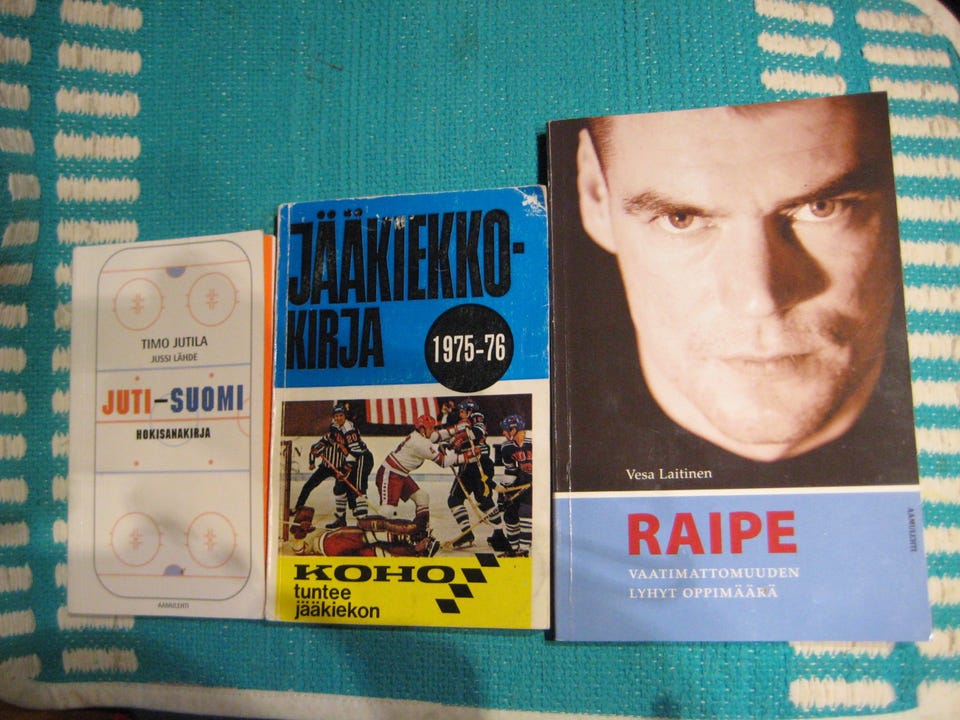 TIMO JUTILA
JUSSI LÄHDE
JUTI-SUOMI
HOKISANAKIRJA
AAMULEHTI
JÄÄKIEKKO-
KIRJA
1975-76
KOHO
tuntee
jääkiekon
Vesa Laitinen
RAIPE
VAATIMATTOMUUDEN
LYHYT OPPIMÄÄRÄ
AAMULEHTI